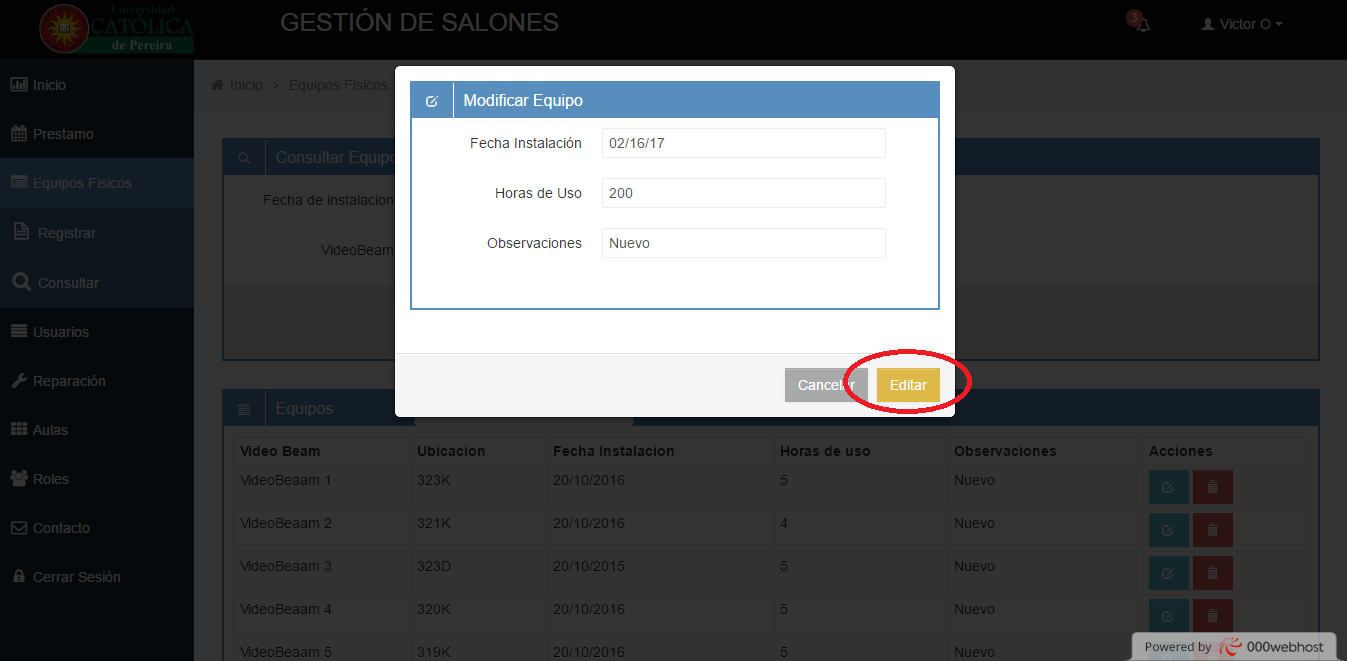 Universidad
CATÓLICA
de Pereira
GESTIÓN DE SALONES
3
Victor O
Inicio
Prestamo
Equipos Fisicos
Registrar
Consultar
Usuarios
Reparación
Aulas
Roles
Contacto
Cerrar Sesión
Inicio > Equipos Fisicos
Consultar Equipo
Fecha de instalacion
VideoBeam
Modificar Equipo
Fecha Instalación 02/16/17
Horas de Uso 200
Observaciones Nuevo
Cancelar Editar
Equipos
Video Beam Ubicacion Fecha Instalacion Horas de uso Observaciones Acciones
VideoBeaam 1 323K 20/10/2016 5 Nuevo
VideoBeaam 2 321K 20/10/2016 4 Nuevo
VideoBeaam 3 323D 20/10/2015 5 Nuevo
VideoBeaam 4 320K 20/10/2016 5 Nuevo
VideoBeaam 5 319K 20/10/2016 5 Nuevo
Powered by 000webhost